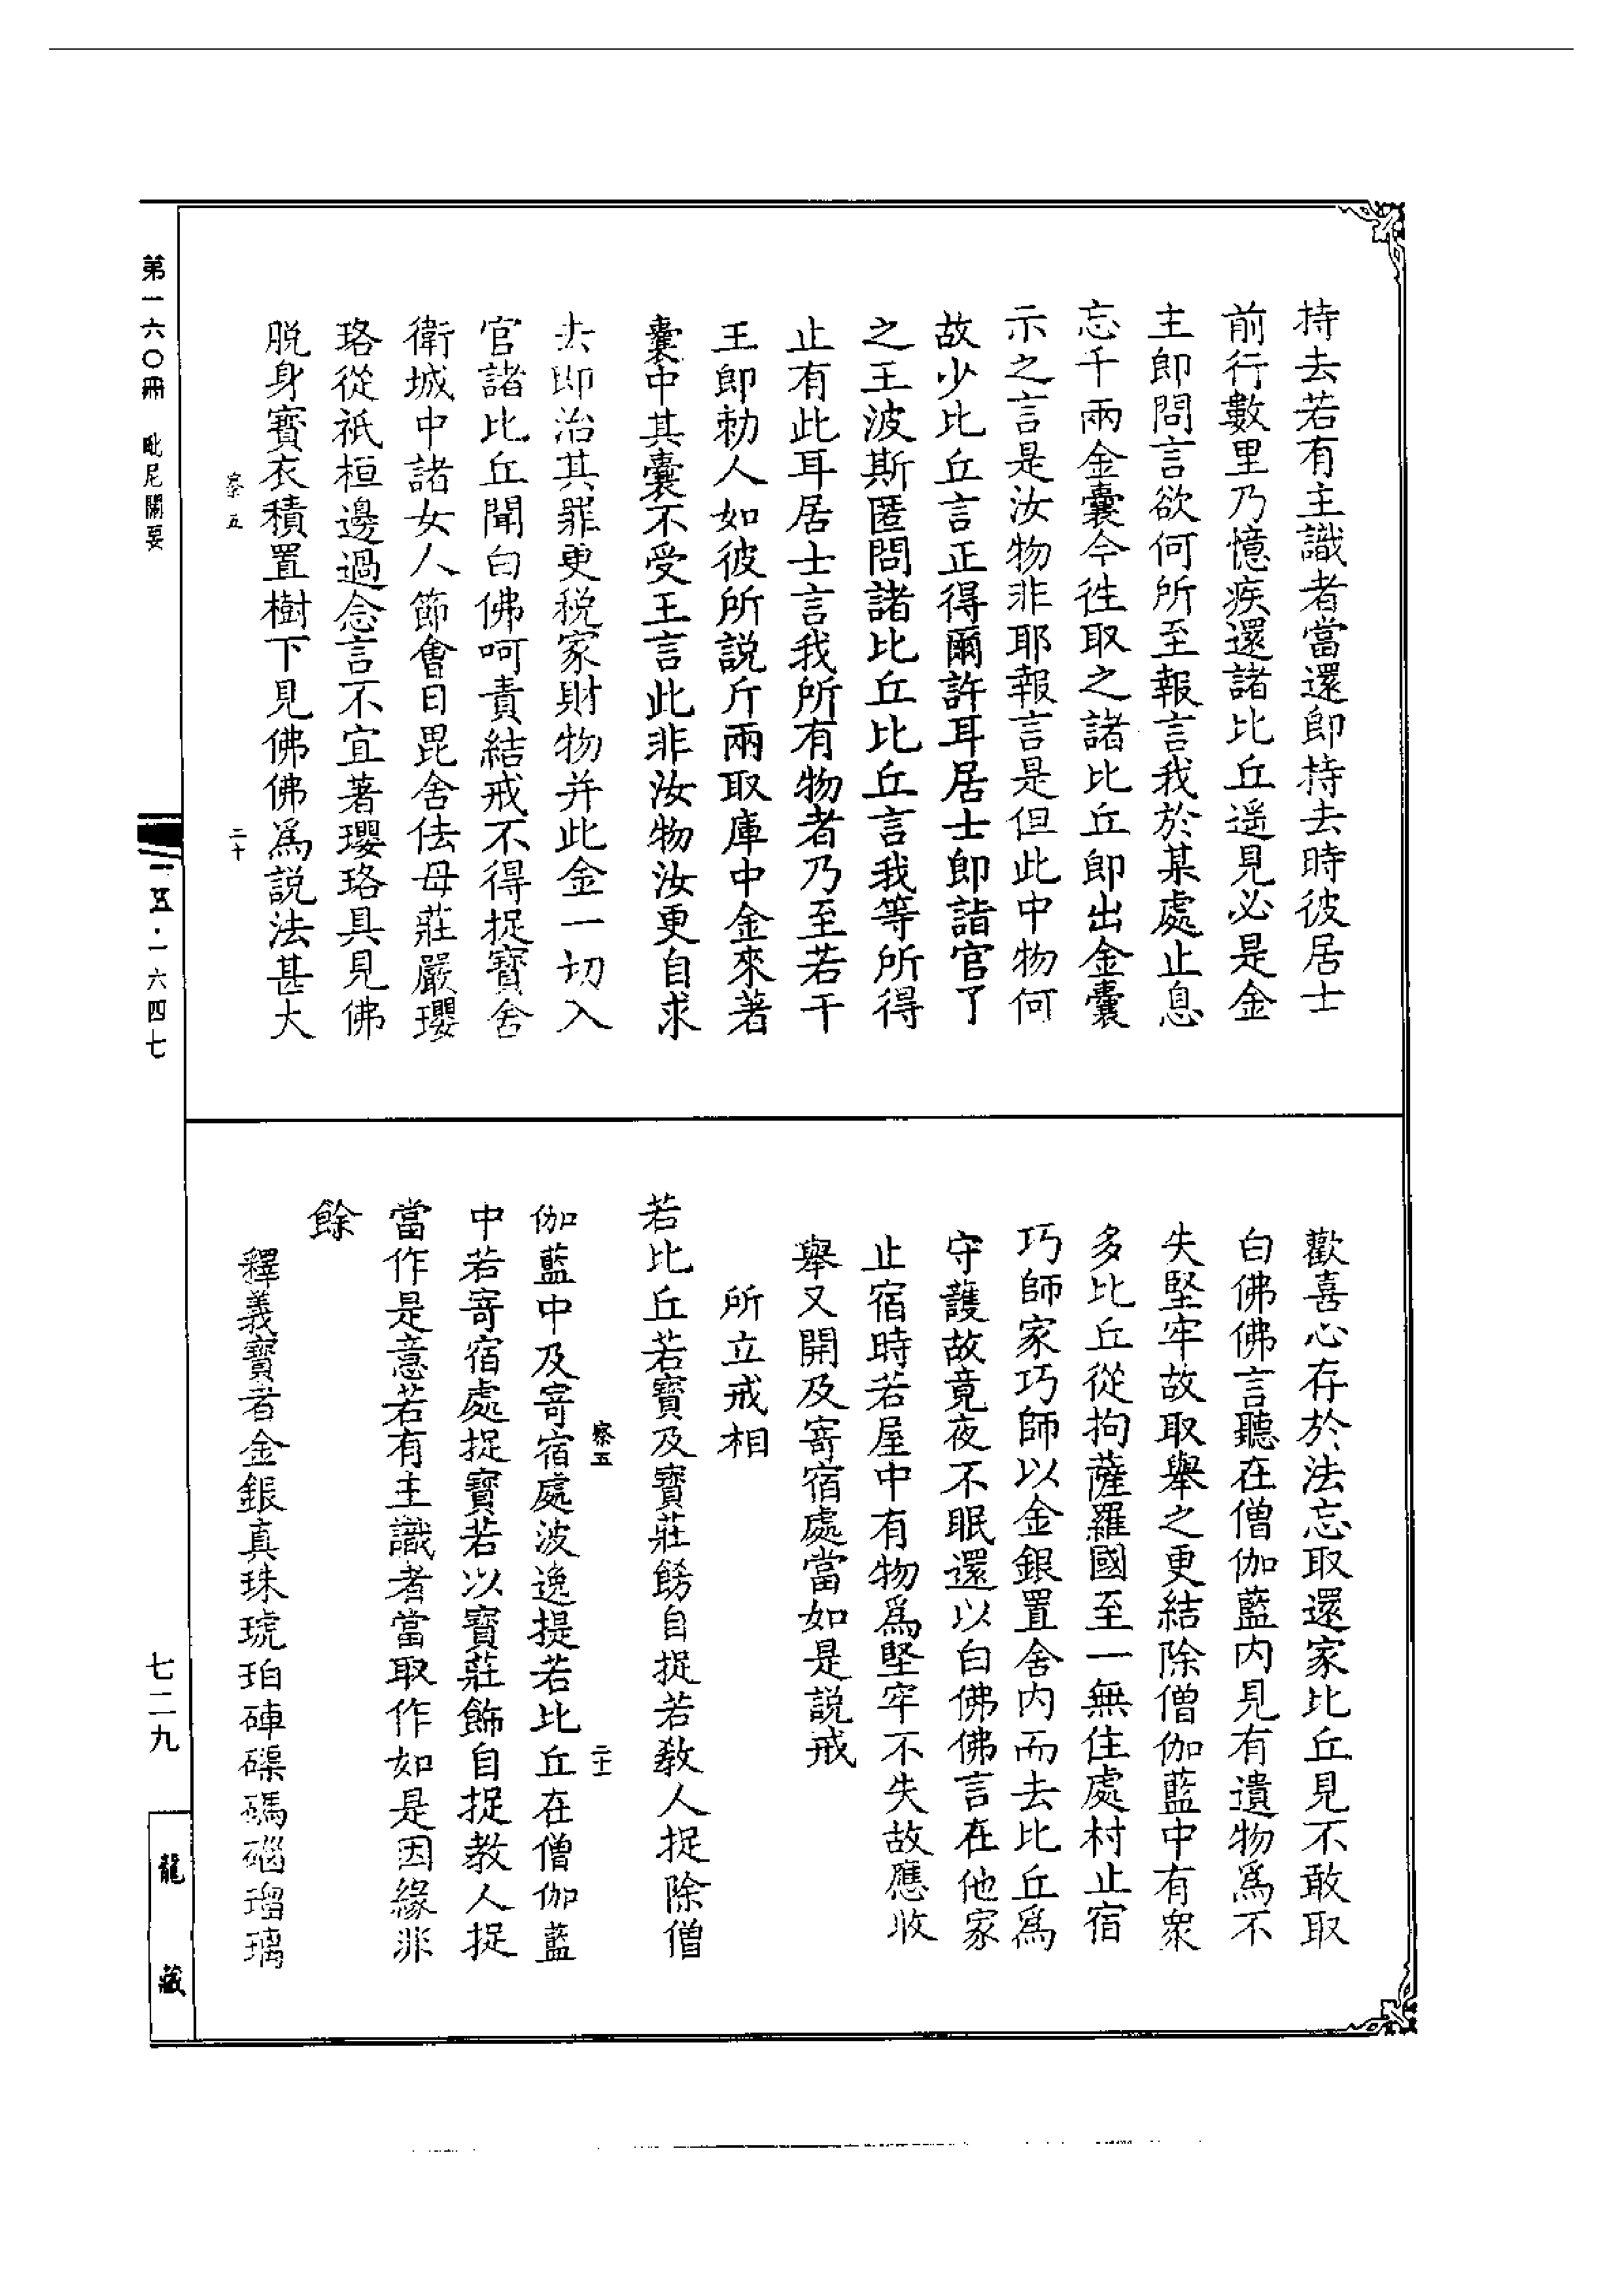 持去若有主識者當還即持去時彼居士
前行數里乃憶疾還諸比丘遥見必是金
主即問言欲何所至報言我於某處止息
忘千兩金囊今徃取之諸比丘即出金囊
示之言是汝物非耶報言是但此中物何
故少比丘言正得爾許耳居士即詣官了
之王波斯匿問諸比丘比丘言我等所得
止有此耳居士言我所有物者乃至若干
王即勅人如彼所説斤兩取庫中金來著
囊中其囊不受王言此非汝物汝更自求
去即治其罪更税家財物并此金一切入
官諸比丘聞白佛呵責結戒不得捉寶舍
衛城中諸女人節會日毘舍佉母莊嚴瓔
珞從祇桓邊過念言不宜著瓔珞具見佛
脱身寶衣積置樹下見佛佛爲説法甚大
察五 二十
歡喜心存於法忘取還家比丘見不敢取
白佛佛言聽在僧伽藍内見有遺物爲不
失堅牢故取舉之更結除僧伽藍中有衆
多比丘從拘薩羅國至一無住處村止宿
巧師家巧師以金銀置舍内而去比丘爲
守護故竟夜不眠還以白佛佛言在他家
止宿時若屋中有物爲堅牢不失故應收
舉又開及寄宿處當如是説戒
所立戒相
若比丘若寶及寶莊餝自捉若教人捉除僧
察五 二十一
伽藍中及寄宿處波逸提若比丘在僧伽藍
中若寄宿處捉寶若以寶莊飾自捉教人捉
當作是意若有主識者當取作如是因緣非
餘
釋義寶者金銀真珠琥珀硨磲碼磁瑠璃
第一六〇冊 毗尼關要
一五·一六四七
七二九
龍藏